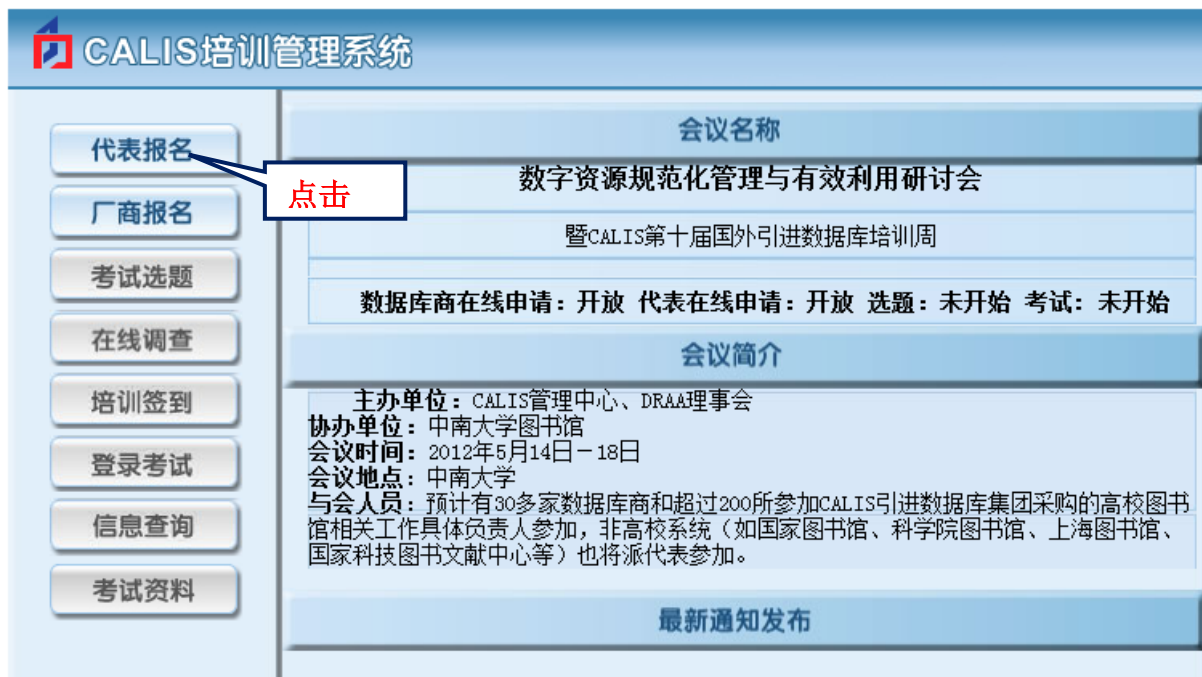 CALIS培训管理系统
代表报名
点击
厂商报名
考试选题
在线调查
培训签到
登录考试
信息查询
考试资料
会议名称
数字资源规范化管理与有效利用研讨会
暨CALIS第十届国外引进数据库培训周
数据库商在线申请：开放 代表在线申请：开放 选题：未开始 考试：未开始
会议简介
主办单位：CALIS管理中心、DRAA理事会
协办单位：中南大学图书馆
会议时间：2012年5月14日－18日
会议地点：中南大学
与会人员：预计有30多家数据库商和超过200所参加CALIS引进数据库集团采购的高校图书
馆相关工作具体负责人参加，非高校系统（如国家图书馆、科学院图书馆、上海图书馆、
国家科技图书文献中心等）也将派代表参加。
最新通知发布